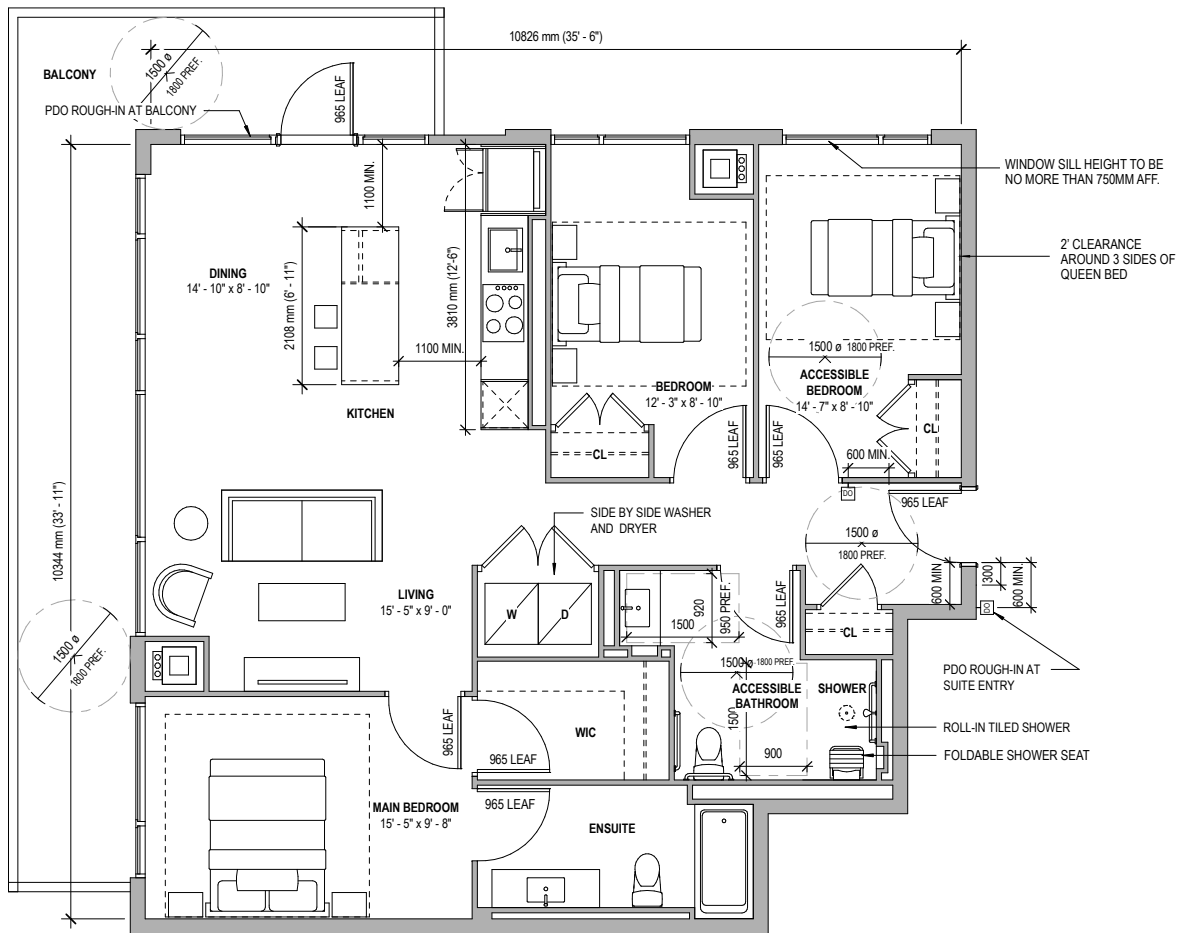 10826 mm (35' - 6")
BALCONY
1500 ø
1800 PREF.
PDO ROUGH-IN AT BALCONY
965 LEAF
WINDOW SILL HEIGHT TO BE
NO MORE THAN 750MM AFF.
1100 MIN.
2' CLEARANCE
AROUND 3 SIDES OF
QUEEN BED
DINING
14' - 10" x 8' - 10"
2108 mm (6' - 11")
3810 mm (12'-6")
1100 MIN.
KITCHEN
BEDROOM
12' - 3" x 8' - 10"
1500 ø 1800 PREF.
ACCESSIBLE
BEDROOM
14' - 7" x 8' - 10"
CL
CL
965 LEAF
965 LEAF
600 MIN.
DO
965 LEAF
1500 ø
1800 PREF.
600 MIN
300
600 MIN.
DO
PDO ROUGH-IN AT
SUITE ENTRY
SIDE BY SIDE WASHER
AND DRYER
10344 mm (33' - 11")
LIVING
15' - 5" x 9' - 0"
W
D
920
950 PREF.
1500
965 LEAF
CL
1500 ø
1800 PREF.
1500 ø 1800 PREF.
ACCESSIBLE
BATHROOM
1500
900
SHOWER
ROLL-IN TILED SHOWER
FOLDABLE SHOWER SEAT
965 LEAF
WIC
965 LEAF
965 LEAF
MAIN BEDROOM
15' - 5" x 9' - 8"
ENSUITE